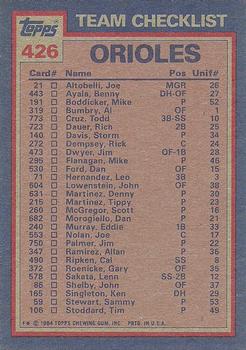 Topps
TEAM CHECKLIST
426
ORIOLES
Card# Name Pos Unif#
21 Altobelli, Joe MGR 26
443 Ayala, Benny DH-OF 27
191 Boddicker, Mike P 52
319 Bumbry, Al OF 1
773 Cruz, Todd 3B-SS 10
723 Dauer, Rich 2B 25
140 Davis, Storm P 34
272 Dempsey, Rick C 24
473 Dwyer, Jim OF-1B 28
295 Flanagan, Mike P 46
530 Ford, Dan OF 15
71 Hernandez, Leo 3B 3
604 Lowenstein, John OF 38
631 Martinez, Denny P 30
215 Martinez, Tippy P 23
260 McGregor, Scott P 16
682 Morogiello, Dan P 21
240 Murray, Eddie 1B 33
553 Nolan, Joe C 17
750 Palmer, Jim P 22
347 Ramirez, Allan P 36
490 Ripken, Cal SS 8
372 Roenicke, Gary OF 35
578 Sakata, Lenn SS-2B 12
86 Shelby, John OF 37
165 Singleton, Ken DH 29
59 Stewart, Sammy P 53
106 Stoddard, Tim P 49
© 1984 TOPPS CHEWING GUM, INC. PRTD. IN U.S.A.